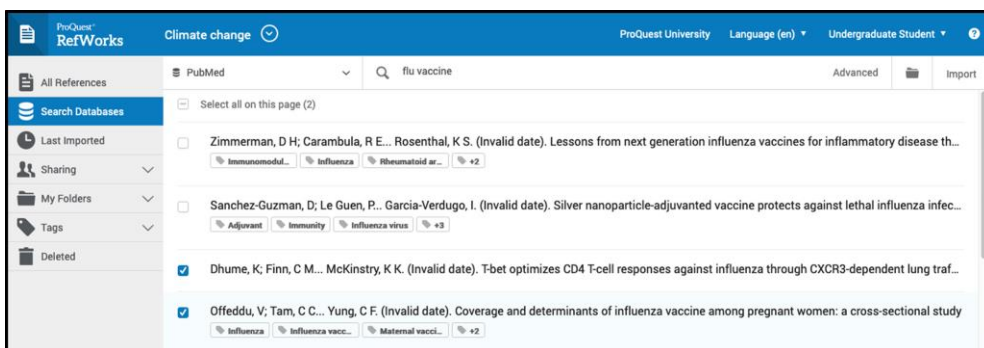 ProQuest®
RefWorks
Climate change
ProQuest University
Language (en)
Undergraduate Student
?
All References
Search Databases
Last Imported
Sharing
My Folders
Tags
Deleted
PubMed
flu vaccine
Advanced
Import
Select all on this page (2)
Zimmerman, D H; Carambula, R E... Rosenthal, K S. (Invalid date). Lessons from next generation influenza vaccines for inflammatory disease th...
Immunomodul... Influenza Rheumatoid ar... +2
Sanchez-Guzman, D; Le Guen, P... Garcia-Verdugo, I. (Invalid date). Silver nanoparticle-adjuvanted vaccine protects against lethal influenza infec...
Adjuvant Immunity Influenza virus +3
Dhume, K; Finn, C M... McKinstry, K K. (Invalid date). T-bet optimizes CD4 T-cell responses against influenza through CXCR3-dependent lung traf...
Offeddu, V; Tam, C C... Yung, C F. (Invalid date). Coverage and determinants of influenza vaccine among pregnant women: a cross-sectional study
Influenza Influenza vacc... Maternal vacci... +2